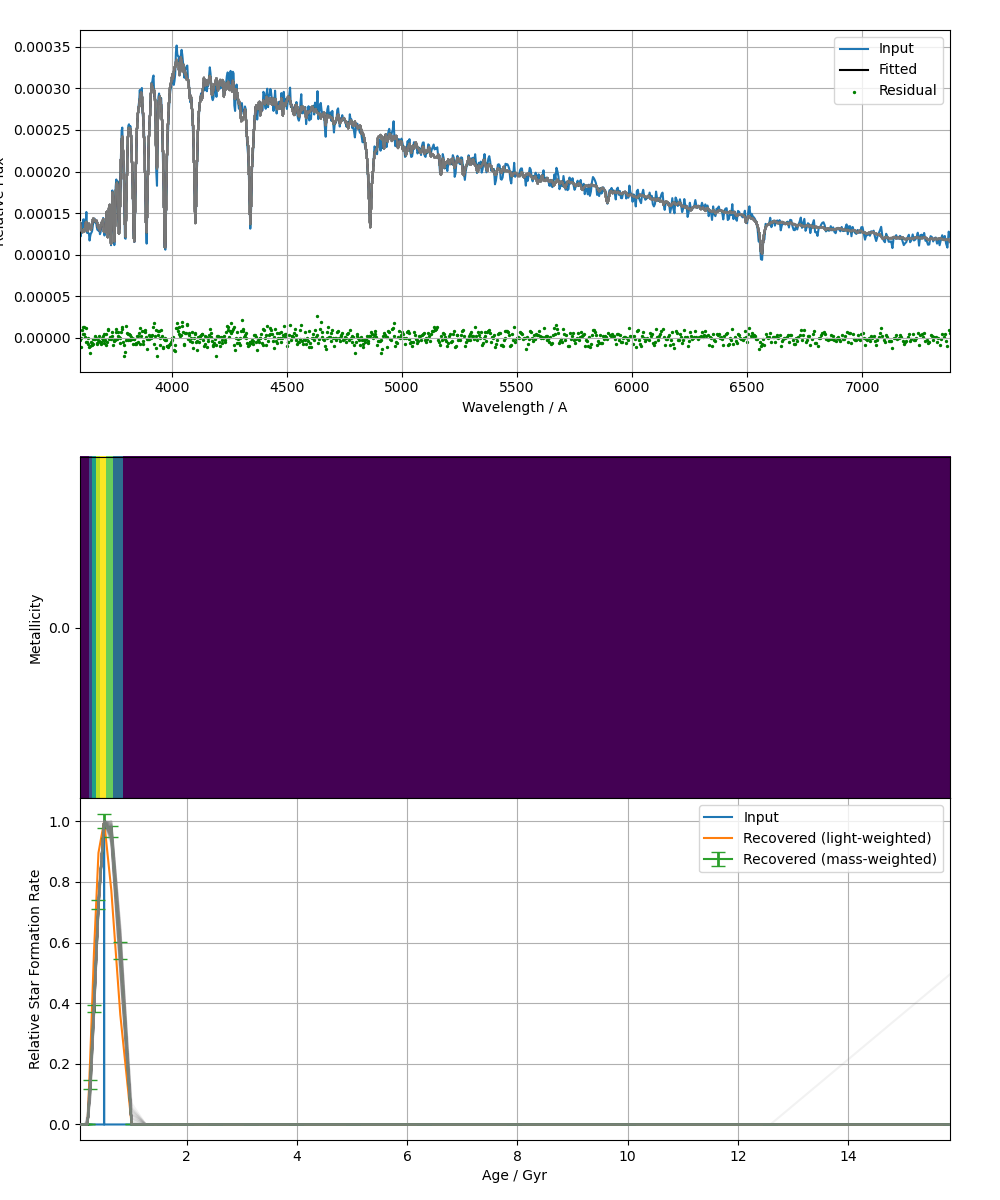 0.00035
0.00030
0.00025
0.00020
0.00015
0.00010
0.00005
0.00000
Input
Fitted
Residual
4000 4500 5000 5500 6000 6500 7000
Wavelength / A
Metallicity
0.0
1.0
0.8
0.6
0.4
0.2
0.0
Relative Star Formation Rate
Input
Recovered (light-weighted)
Recovered (mass-weighted)
2 4 6 8 10 12 14
Age / Gyr